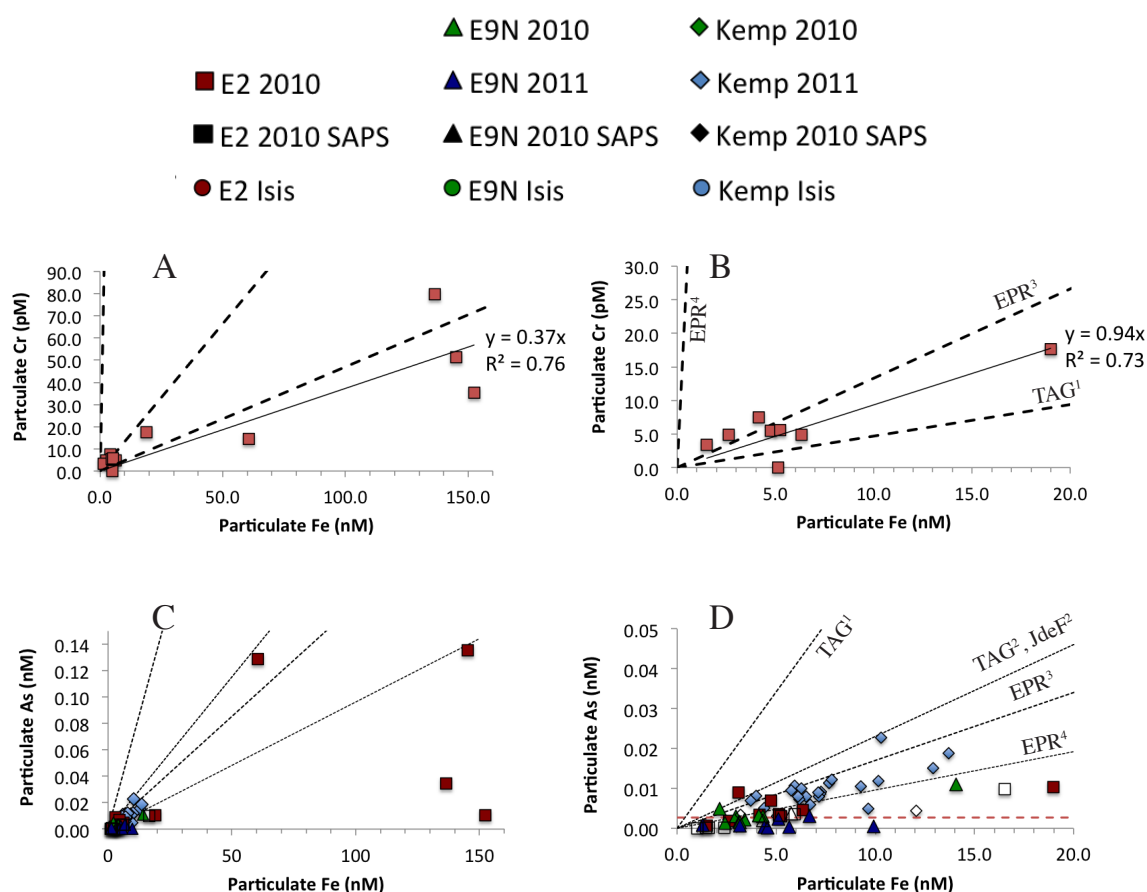 E9N 2010
Kemp 2010
E2 2010
E9N 2011
Kemp 2011
E2 2010 SAPS
E9N 2010 SAPS
Kemp 2010 SAPS
E2 Isis
E9N Isis
Kemp Isis
A
90.0
80.0
70.0
60.0
50.0
40.0
30.0
20.0
10.0
0.0
Partculate Cr (pM)
y = 0.37x
R² = 0.76
0.0
50.0
100.0
150.0
Particulate Fe (nM)
B
30.0
25.0
20.0
15.0
10.0
5.0
0.0
Particulate Cr (pM)
EPR⁴
EPR³
y = 0.94x
R² = 0.73
TAG¹
0.0
5.0
10.0
15.0
20.0
Particulate Fe (nM)
C
0.14
0.12
0.10
0.08
0.06
0.04
0.02
0.00
Particulate As (nM)
0
50
100
150
Particulate Fe (nM)
D
0.05
0.04
0.03
0.02
0.01
0.00
Particulate As (nM)
TAG¹
TAG², JdeF²
EPR³
EPR⁴
0.0
5.0
10.0
15.0
20.0
Particulate Fe (nM)